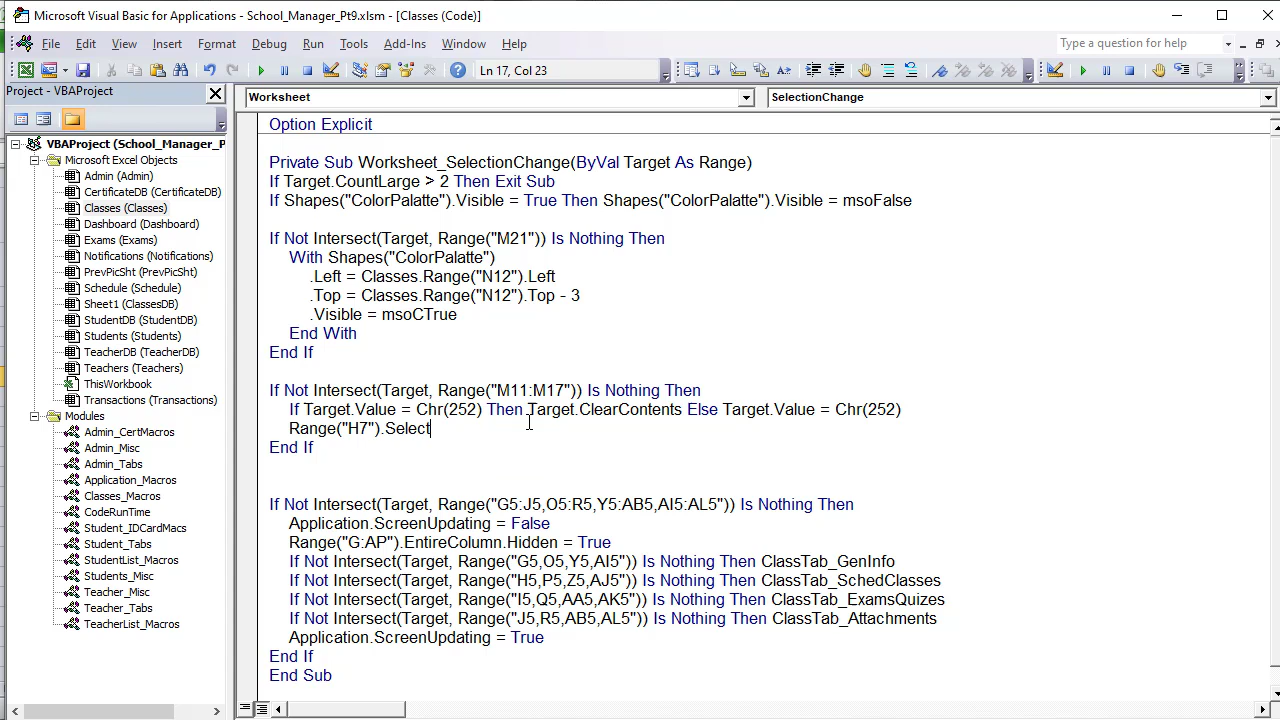 Microsoft Visual Basic for Applications - School_Manager_Pt9.xlsm - [Classes (Code)]
File Edit View Insert Format Debug Run Tools Add-Ins Window Help
Type a question for help
Ln 17, Col 23
Project - VBAProject
Worksheet
SelectionChange
VBAProject (School_Manager_P
Microsoft Excel Objects
Admin (Admin)
CertificateDB (CertificateDB)
Classes (Classes)
Dashboard (Dashboard)
Exams (Exams)
Notifications (Notifications)
PrevPicSht (PrevPicSht)
Schedule (Schedule)
Sheet1 (ClassesDB)
StudentDB (StudentDB)
Students (Students)
TeacherDB (TeacherDB)
Teachers (Teachers)
ThisWorkbook
Transactions (Transactions)
Modules
Admin_CertMacros
Admin_Misc
Admin_Tabs
Application_Macros
Classes_Macros
CodeRunTime
Student_IDCardMacs
Student_Tabs
StudentList_Macros
Students_Misc
Teacher_Misc
Teacher_Tabs
TeacherList_Macros
Option Explicit
Private Sub Worksheet_SelectionChange(ByVal Target As Range)
If Target.CountLarge > 2 Then Exit Sub
If Shapes("ColorPalatte").Visible = True Then Shapes("ColorPalatte").Visible = msoFalse
If Not Intersect(Target, Range("M21")) Is Nothing Then
With Shapes("ColorPalatte")
.Left = Classes.Range("N12").Left
.Top = Classes.Range("N12").Top - 3
.Visible = msoCTrue
End With
End If
If Not Intersect(Target, Range("M11:M17")) Is Nothing Then
If Target.Value = Chr(252) Then Target.ClearContents Else Target.Value = Chr(252)
Range("H7").Select
End If
If Not Intersect(Target, Range("G5:J5,O5:R5,Y5:AB5,AI5:AL5")) Is Nothing Then
Application.ScreenUpdating = False
Range("G:AP").EntireColumn.Hidden = True
If Not Intersect(Target, Range("G5,O5,Y5,AI5")) Is Nothing Then ClassTab_GenInfo
If Not Intersect(Target, Range("H5,P5,Z5,AJ5")) Is Nothing Then ClassTab_SchedClasses
If Not Intersect(Target, Range("I5,Q5,AA5,AK5")) Is Nothing Then ClassTab_ExamsQuizes
If Not Intersect(Target, Range("J5,R5,AB5,AL5")) Is Nothing Then ClassTab_Attachments
Application.ScreenUpdating = True
End If
End Sub